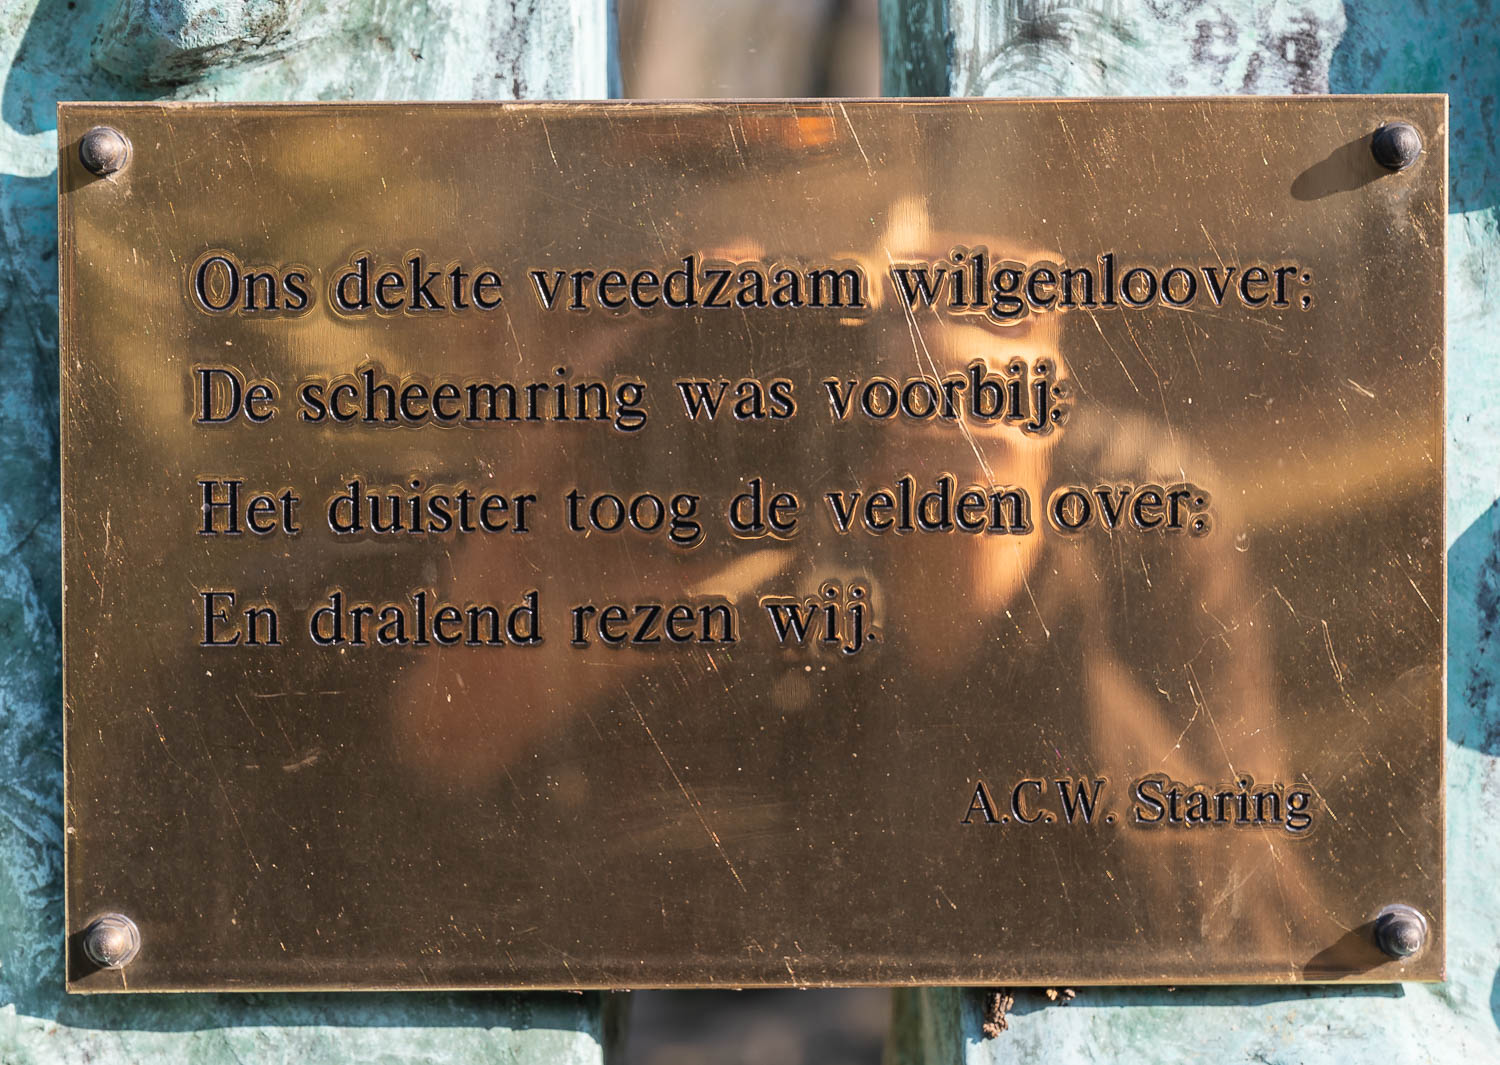 Ons dekte vreedzaam wilgenloover;
De scheemring was voorbij;
Het duister toog de velden over;
En dralend rezen wij.
A.C.W. Staring